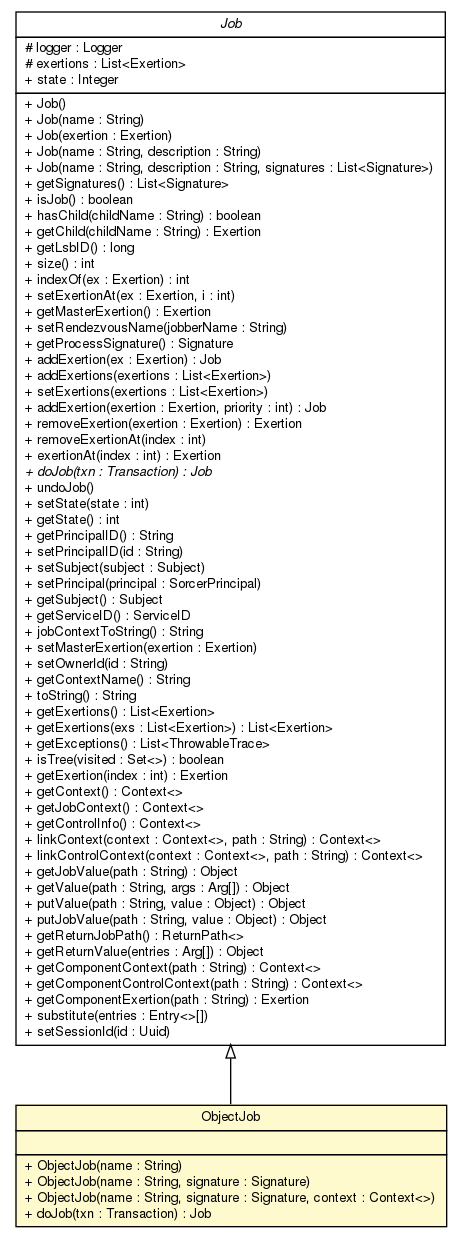 Job
# logger : Logger
# exertions : List<Exertion>
+ state : Integer
+ Job()
+ Job(name : String)
+ Job(exertion : Exertion)
+ Job(name : String, description : String)
+ Job(name : String, description : String, signatures : List<Signature>)
+ getSignatures() : List<Signature>
+ isJob() : boolean
+ hasChild(childName : String) : boolean
+ getChild(childName : String) : Exertion
+ getLsbID() : long
+ size() : int
+ indexOf(ex : Exertion) : int
+ setExertionAt(ex : Exertion, i : int)
+ getMasterExertion() : Exertion
+ setRendezvousName(jobberName : String)
+ getProcessSignature() : Signature
+ addExertion(ex : Exertion) : Job
+ addExertions(exertions : List<Exertion>)
+ setExertions(exertions : List<Exertion>)
+ addExertion(exertion : Exertion, priority : int) : Job
+ removeExertion(exertion : Exertion) : Exertion
+ removeExertionAt(index : int)
+ exertionAt(index : int) : Exertion
+ doJob(txn : Transaction) : Job
+ undoJob()
+ setState(state : int)
+ getState() : int
+ getPrincipalID() : String
+ setPrincipalID(id : String)
+ setSubject(subject : Subject)
+ setPrincipal(principal : SorcerPrincipal)
+ getSubject() : Subject
+ getServiceID() : ServiceID
+ jobContextToString() : String
+ setMasterExertion(exertion : Exertion)
+ setOwnerId(id : String)
+ getContextName() : String
+ toString() : String
+ getExertions() : List<Exertion>
+ getExertions(exs : List<Exertion>) : List<Exertion>
+ getExceptions() : List<ThrowableTrace>
+ isTree(visited : Set<>) : boolean
+ getExertion(index : int) : Exertion
+ getContext() : Context<>
+ getJobContext() : Context<>
+ getControlInfo() : Context<>
+ linkContext(context : Context<>, path : String) : Context<>
+ linkControlContext(context : Context<>, path : String) : Context<>
+ getJobValue(path : String) : Object
+ getValue(path : String, args : Arg[]) : Object
+ putValue(path : String, value : Object) : Object
+ putJobValue(path : String, value : Object) : Object
+ getReturnJobPath() : ReturnPath<>
+ getReturnValue(entries : Arg[]) : Object
+ getComponentContext(path : String) : Context<>
+ getComponentControlContext(path : String) : Context<>
+ getComponentExertion(path : String) : Exertion
+ substitute(entries : Entry<>[])
+ setSessionId(id : Uuid)
ObjectJob
+ ObjectJob(name : String)
+ ObjectJob(name : String, signature : Signature)
+ ObjectJob(name : String, signature : Signature, context : Context<>)
+ doJob(txn : Transaction) : Job